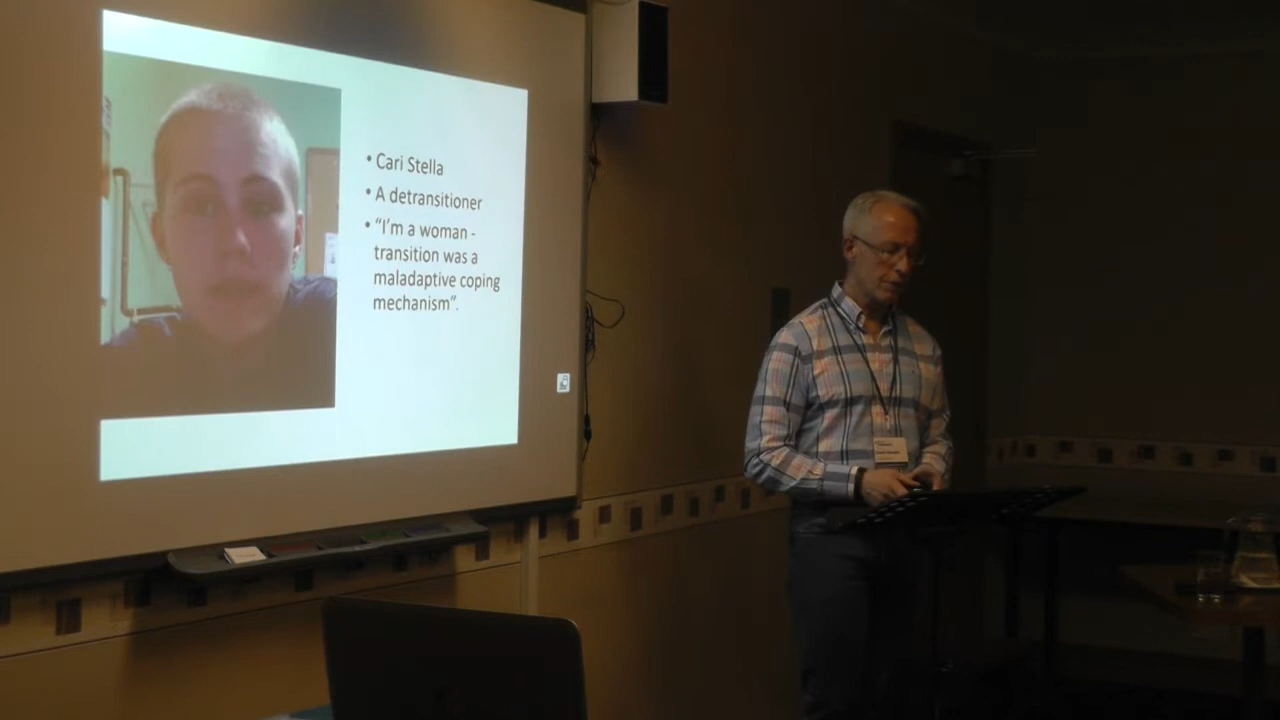 • Cari Stella
• A detransitioner
• “I’m a woman -
transition was a
maladaptive coping
mechanism”.